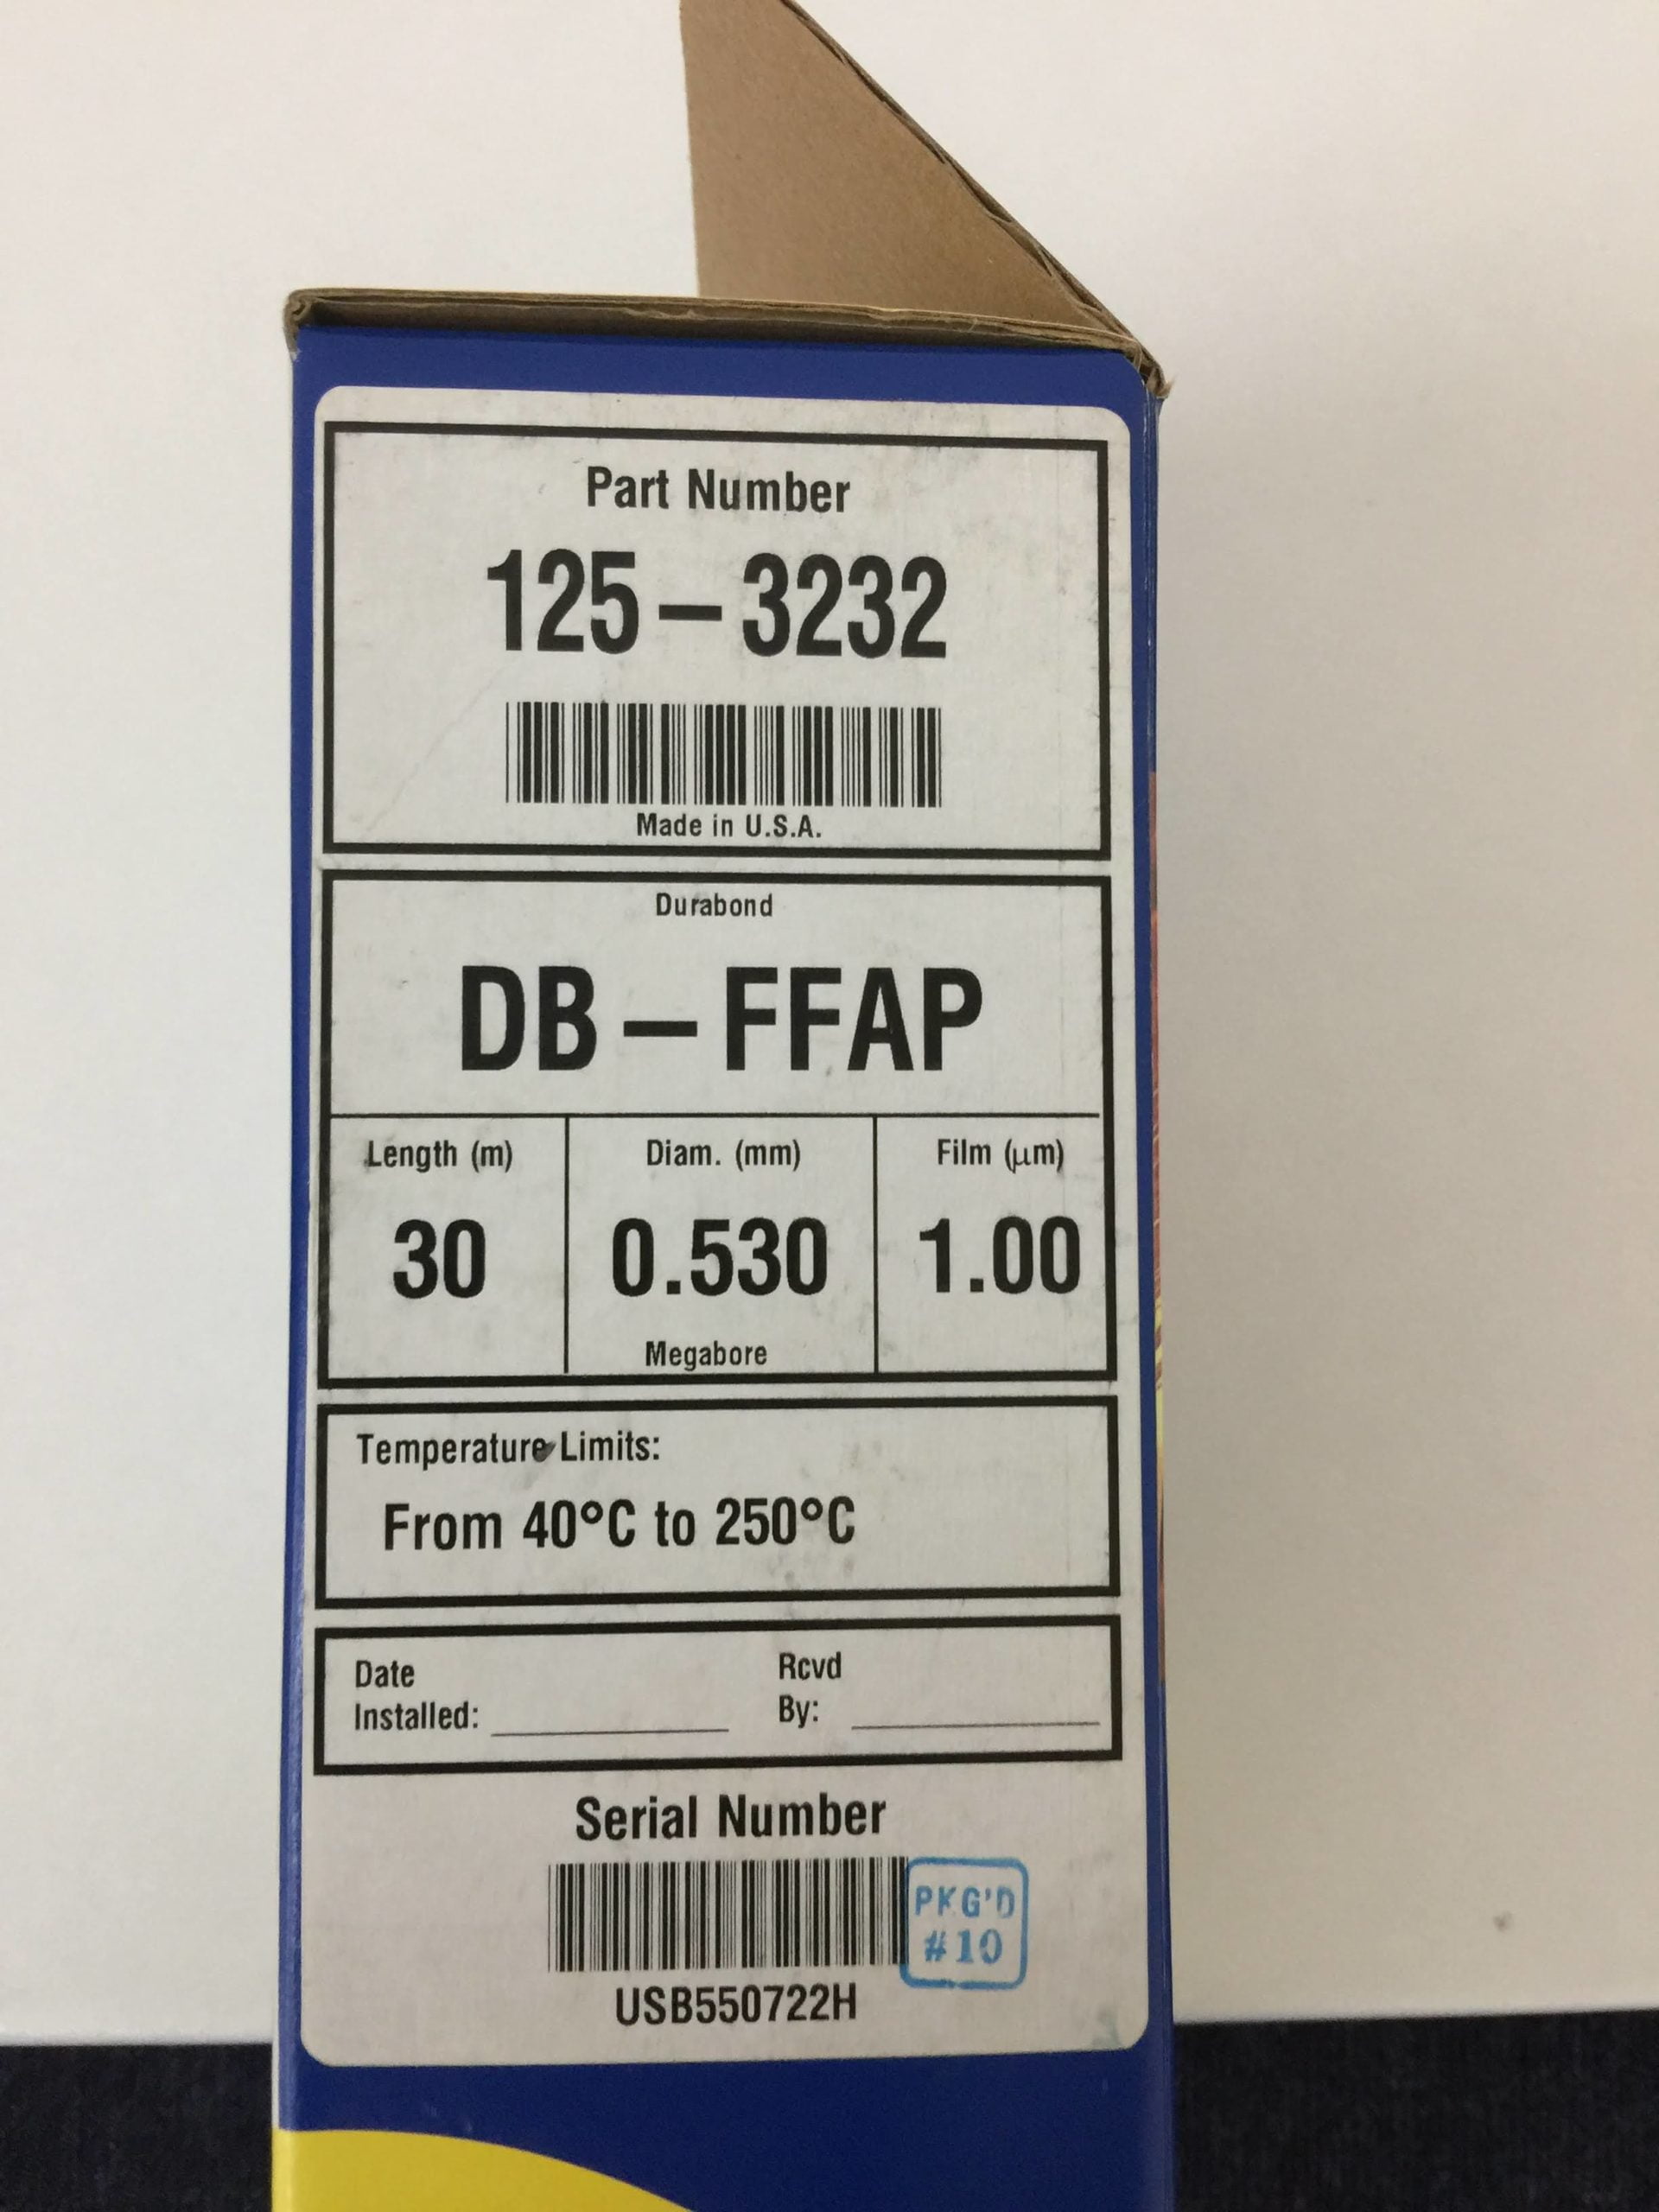 Part Number
125-3232
Made in U.S.A.
Durabond
DB-FFAP
Length (m) Diam. (mm) Film (μm)
30 0.530 1.00
Megabore
Temperature Limits:
From 40°C to 250°C
Date Rcvd
Installed: By:
Serial Number
PKG'D
#10
USB550722H